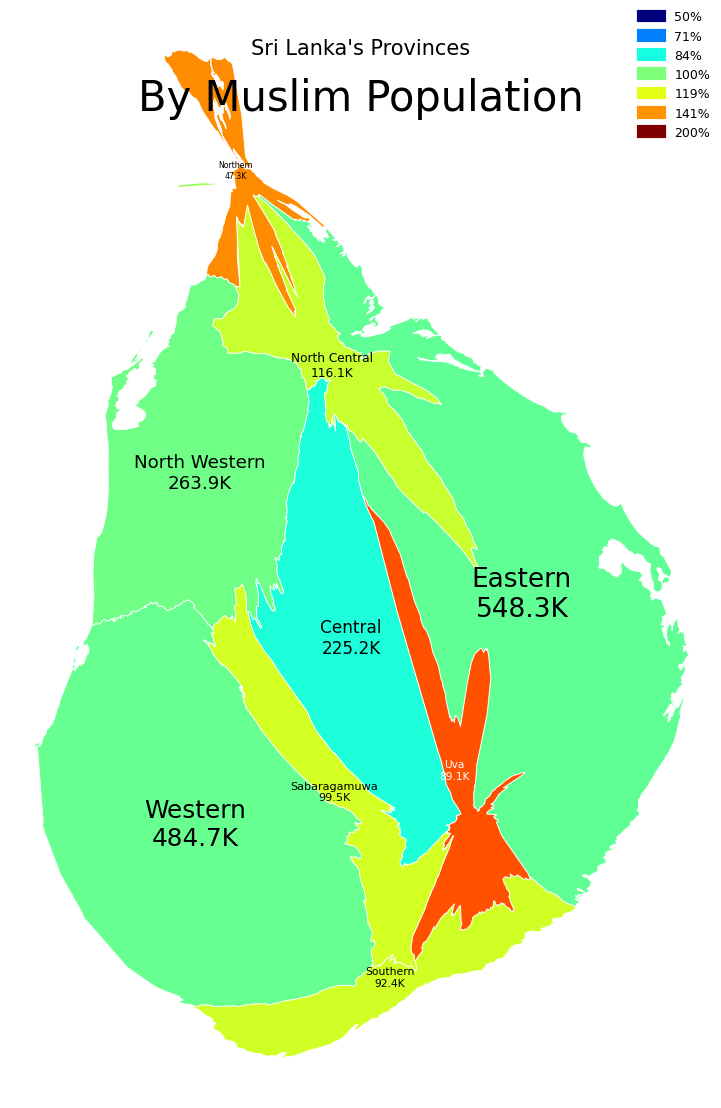 Sri Lanka's Provinces
By Muslim Population
50%
71%
84%
100%
119%
141%
200%
Northern
47.3K
North Central
116.1K
North Western
263.9K
Eastern
548.3K
Central
225.2K
Uva
89.1K
Sabaragamuwa
99.5K
Western
484.7K
Southern
92.4K